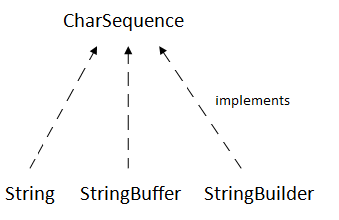 CharSequence
implements
String StringBuffer StringBuilder